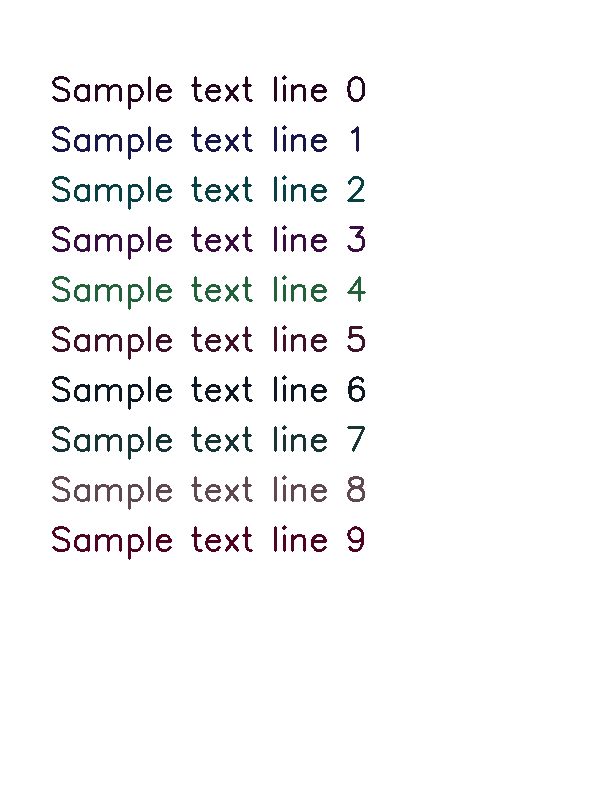 Sample text line 0
Sample text line 1
Sample text line 2
Sample text line 3
Sample text line 4
Sample text line 5
Sample text line 6
Sample text line 7
Sample text line 8
Sample text line 9